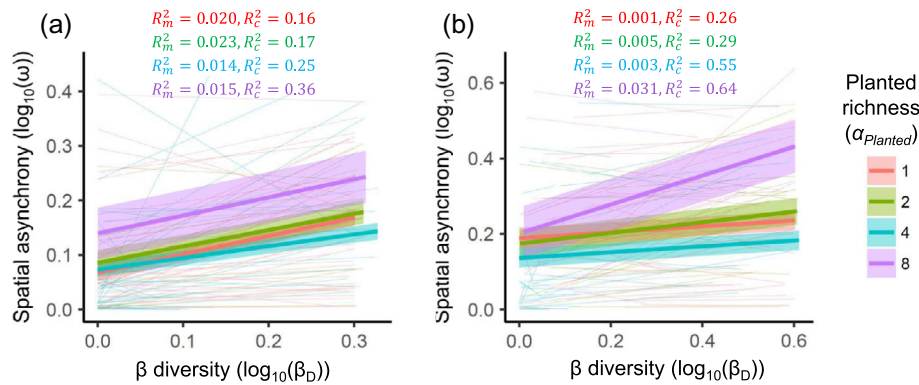 (a)
R²m = 0.020, R²c = 0.16
R²m = 0.023, R²c = 0.17
R²m = 0.014, R²c = 0.25
R²m = 0.015, R²c = 0.36
Spatial asynchrony (log₁₀(ω))
0.4
0.3
0.2
0.1
0.0
0.0 0.1 0.2 0.3
β diversity (log₁₀(β_D))
(b)
R²m = 0.001, R²c = 0.26
R²m = 0.005, R²c = 0.29
R²m = 0.003, R²c = 0.55
R²m = 0.031, R²c = 0.64
Spatial asynchrony (log₁₀(ω))
0.6
0.4
0.2
0.0
0.0 0.2 0.4 0.6
β diversity (log₁₀(β_D))
Planted
richness
(α_Planted)
1
2
4
8